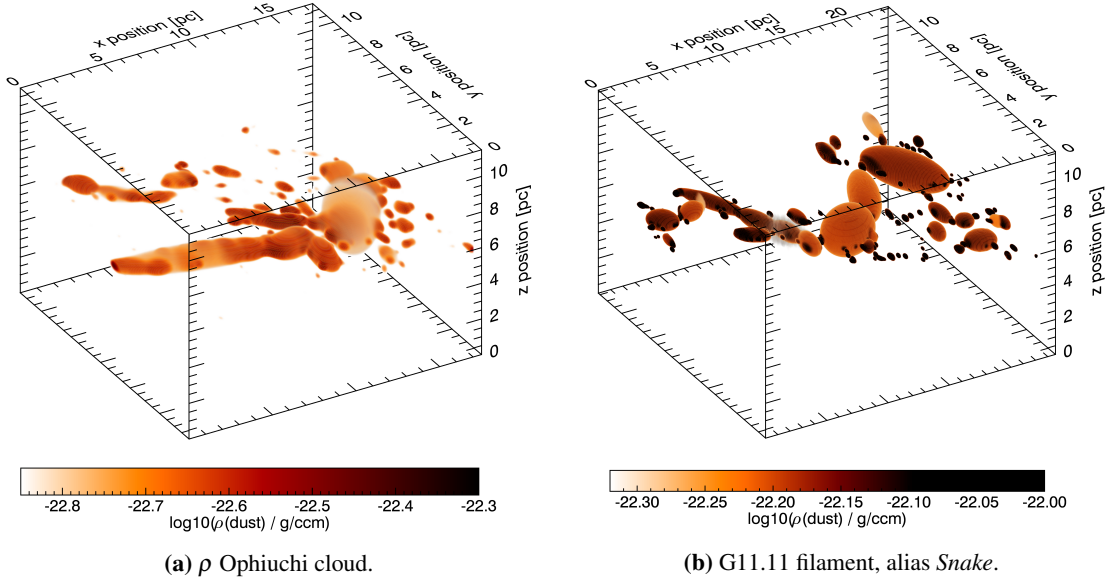 x position [pc]
0
5
10
15
y position [pc]
10
8
6
4
2
0
z position [pc]
10
8
6
4
2
0
-22.8 -22.7 -22.6 -22.5 -22.4 -22.3
log10(ρ(dust) / g/ccm)
(a) ρ Ophiuchi cloud.
x position [pc]
0
5
10
15
20
y position [pc]
10
8
6
4
2
0
z position [pc]
10
8
6
4
2
0
-22.30 -22.25 -22.20 -22.15 -22.10 -22.05 -22.00
log10(ρ(dust) / g/ccm)
(b) G11.11 filament, alias Snake.